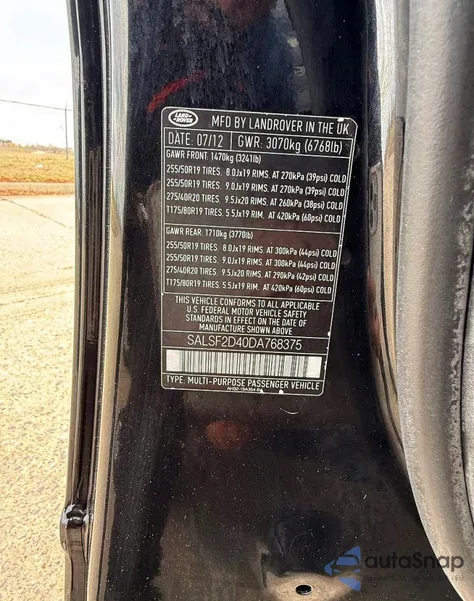 LAND ROVER
MFD BY LANDROVER IN THE UK
DATE: 07/12 GWR: 3070kg (6768lb)
GAWR FRONT: 1470kg (3241lb)
255/50R19 TIRES. 8.0Jx19 RIMS. AT 270kPa (39psi) COLD
255/50R19 TIRES. 9.0Jx19 RIMS. AT 270kPa (39psi) COLD
275/40R20 TIRES. 9.5Jx20 RIMS. AT 260kPa (38psi) COLD
T175/80R19 TIRES. 5.5Jx19 RIM. AT 420kPa (60psi) COLD
GAWR REAR: 1710kg (3770lb)
255/50R19 TIRES. 8.0Jx19 RIMS. AT 300kPa (44psi) COLD
255/50R19 TIRES. 9.0Jx19 RIMS. AT 300kPa (44psi) COLD
275/40R20 TIRES. 9.5Jx20 RIMS. AT 290kPa (42psi) COLD
T175/80R19 TIRES. 5.5Jx19 RIM. AT 420kPa (60psi) COLD
THIS VEHICLE CONFORMS TO ALL APPLICABLE
U.S. FEDERAL MOTOR VEHICLE SAFETY
STANDARDS IN EFFECT ON THE DATE OF
MANUFACTURE SHOWN ABOVE
SALSF2D40DA768375
TYPE: MULTI-PURPOSE PASSENGER VEHICLE
autaSnap